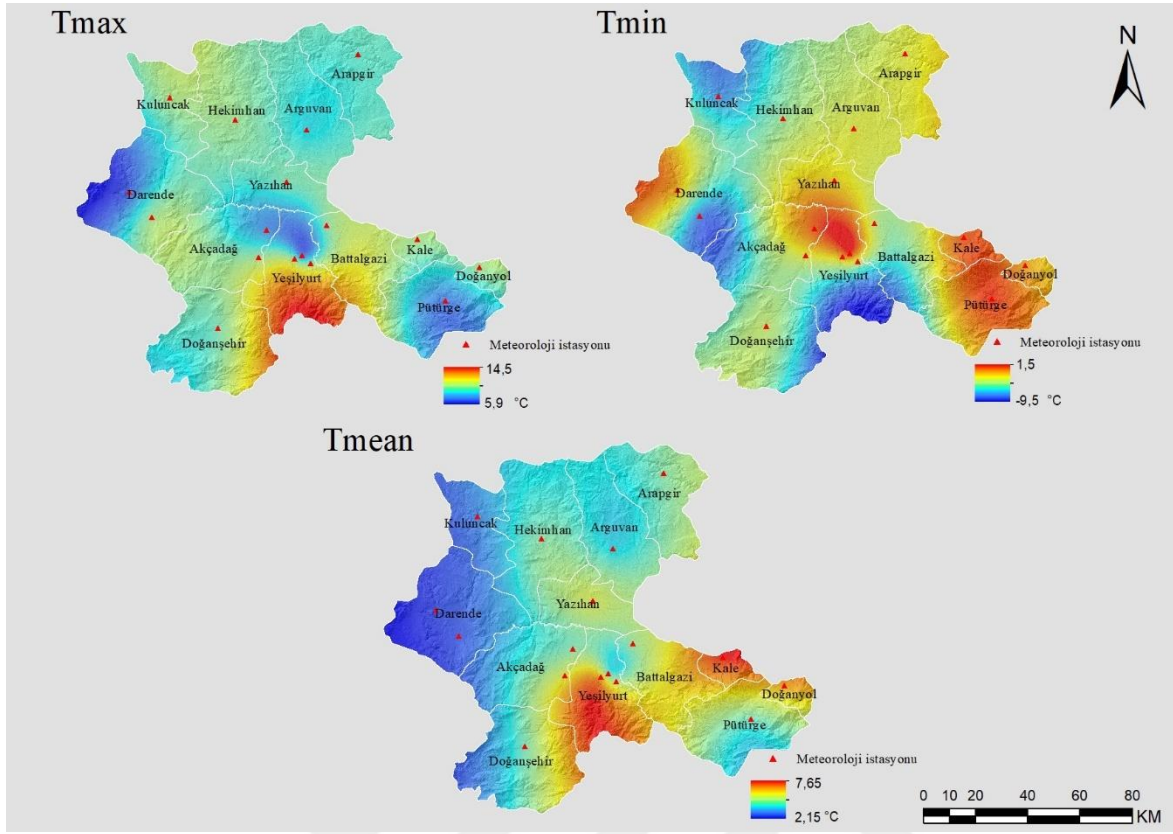 Tmax
Arapgir
Kuluncak
Hekimhan
Arguvan
Darende
Yazıhan
Akçadağ
Battalgazi
Kale
Doğanyol
Yeşilyurt
Pütürge
Doğanşehir
Meteoroloji istasyonu
14,5
5,9 °C
Tmin
N
Arapgir
Kuluncak
Hekimhan
Arguvan
Yazıhan
Darende
Akçadağ
Battalgazi
Kale
Yeşilyurt
Doğanyol
Pütürge
Doğanşehir
Meteoroloji istasyonu
1,5
-9,5 °C
Tmean
Arapgir
Kuluncak
Hekimhan
Arguvan
Yazıhan
Darende
Akçadağ
Battalgazi
Kale
Yeşilyurt
Doğanyol
Pütürge
Doğanşehir
Meteoroloji istasyonu
7,65
2,15 °C
0 10 20 40 60 80
KM